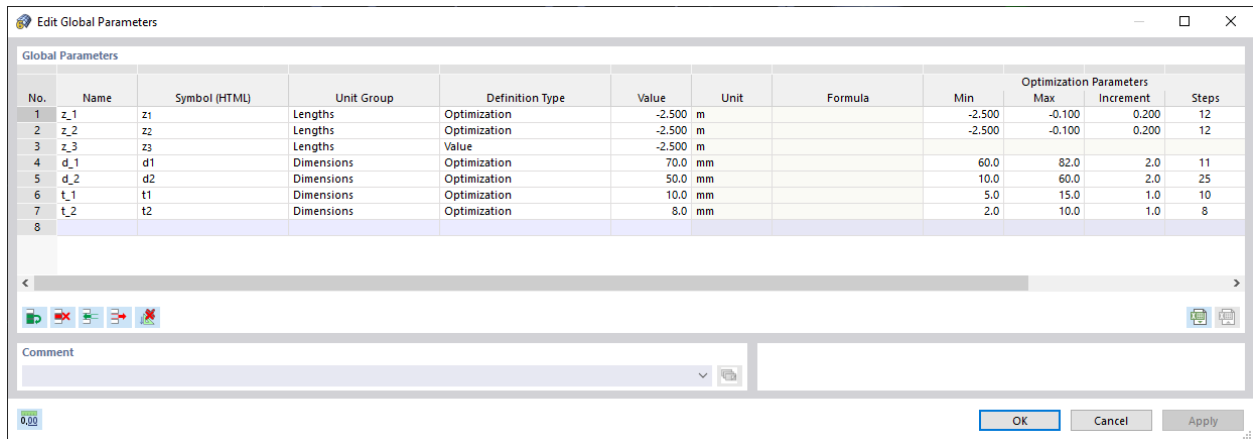 Edit Global Parameters
Global Parameters
Optimization Parameters
No. Name Symbol (HTML) Unit Group Definition Type Value Unit Formula Min Max Increment Steps
1 z_1 z1 Lengths Optimization -2.500 m -2.500 -0.100 0.200 12
2 z_2 z2 Lengths Optimization -2.500 m -2.500 -0.100 0.200 12
3 z_3 z3 Lengths Value -2.500 m
4 d_1 d1 Dimensions Optimization 70.0 mm 60.0 82.0 2.0 11
5 d_2 d2 Dimensions Optimization 50.0 mm 10.0 60.0 2.0 25
6 t_1 t1 Dimensions Optimization 10.0 mm 5.0 15.0 1.0 10
7 t_2 t2 Dimensions Optimization 8.0 mm 2.0 10.0 1.0 8
8
Comment
0,00
OK Cancel Apply